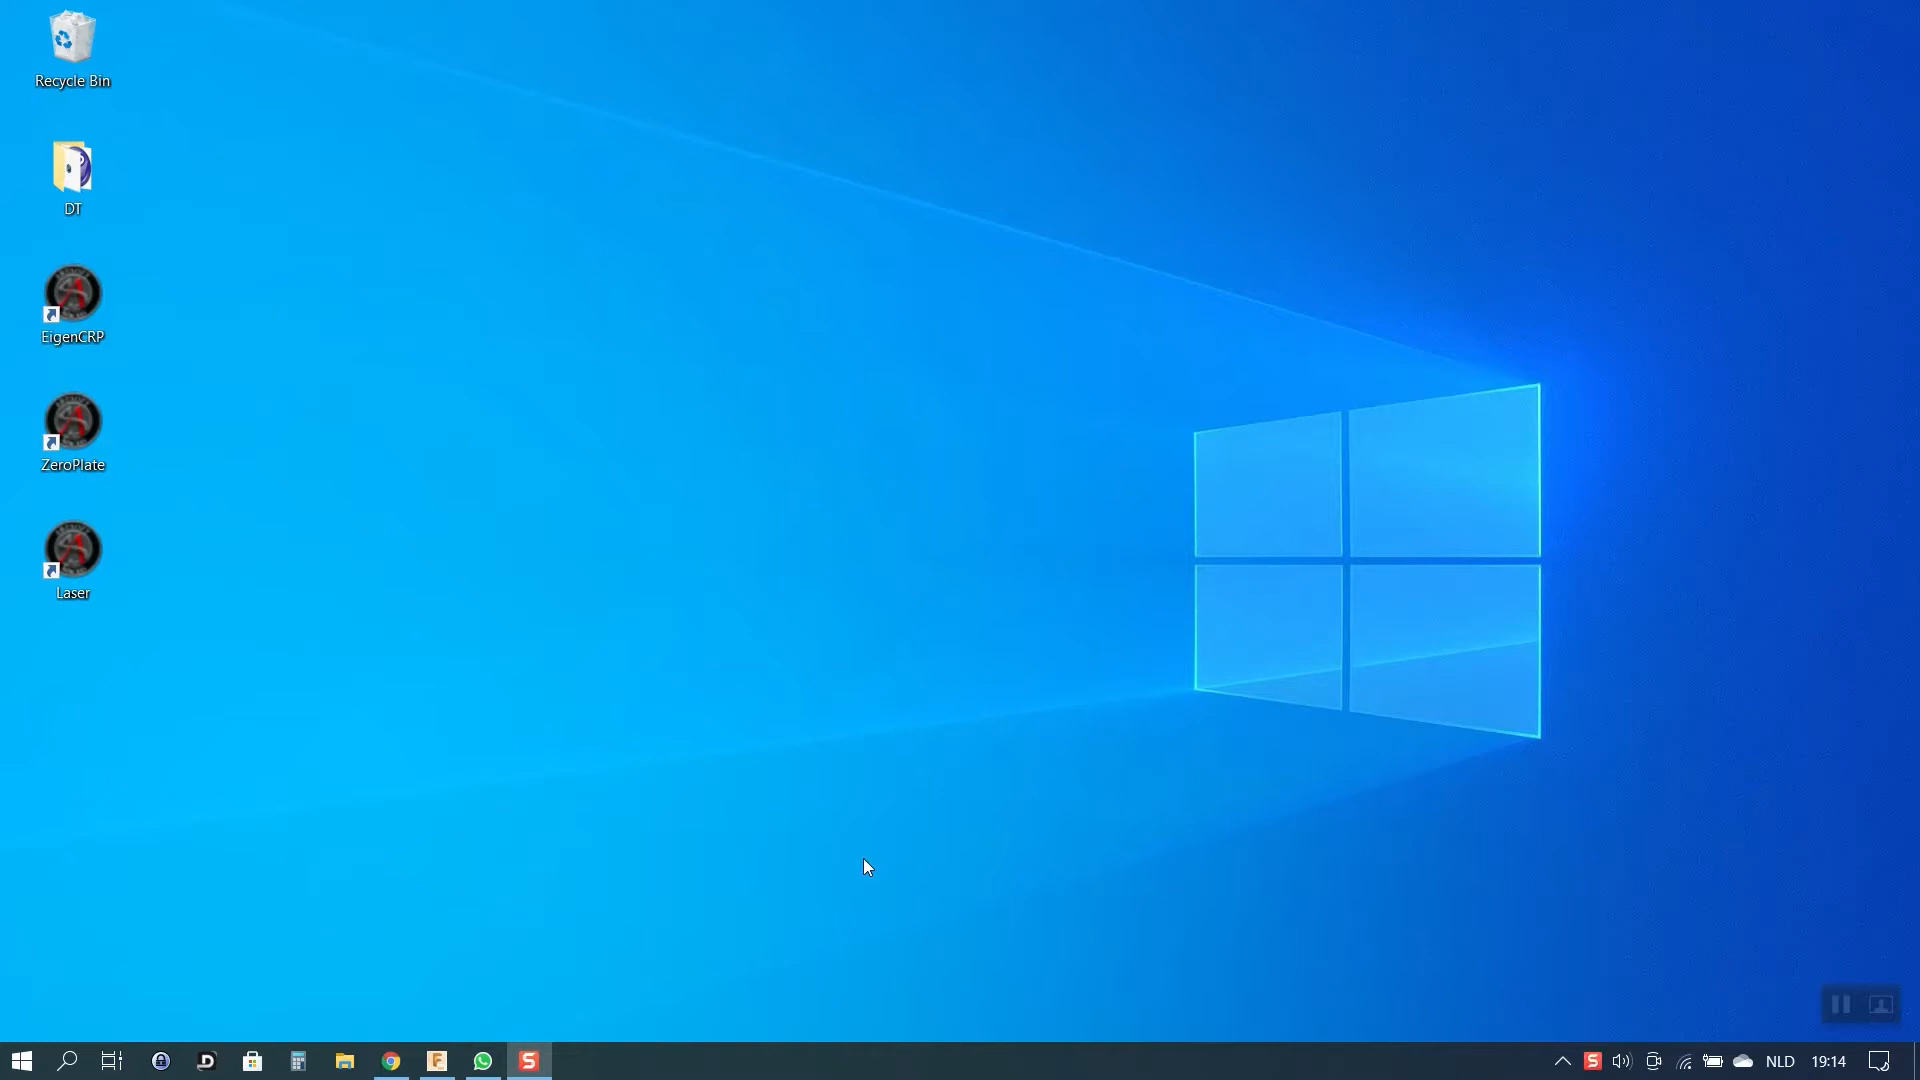 Recycle Bin
DT
EigenCRP
ZeroPlate
Laser
NLD
19:14